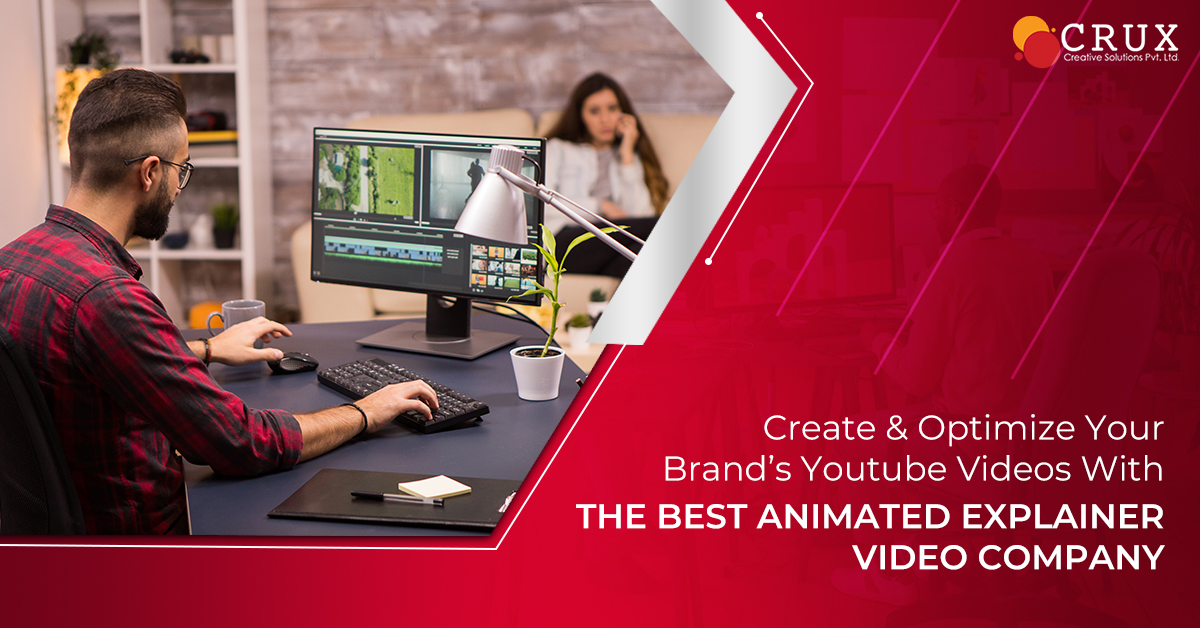 CRUX
Creative Solutions Pvt. Ltd.
Create & Optimize Your
Brand's Youtube Videos With
THE BEST ANIMATED EXPLAINER
VIDEO COMPANY